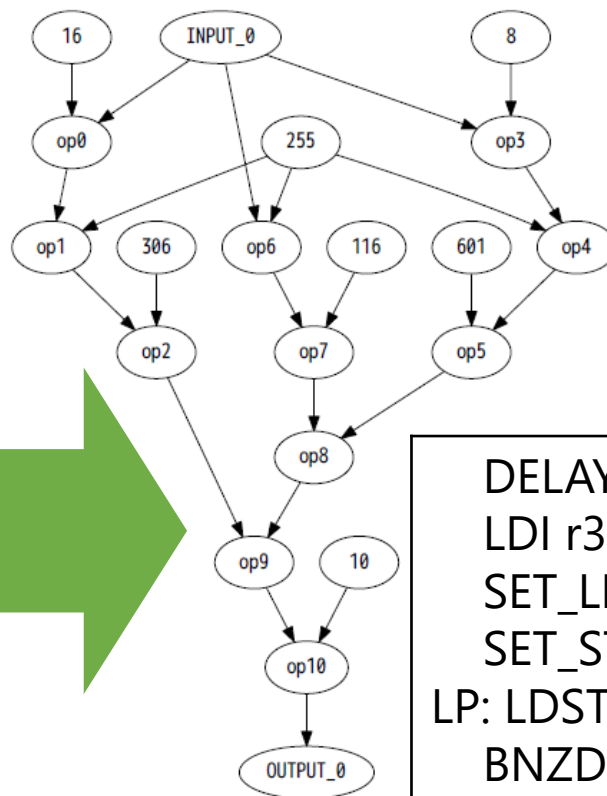 16 INPUT_0 8
op0 255 op3
op1 306 op6 116 601 op4
op2 op7 op5
op8
op9 10
op10
OUTPUT_0
DELAY
LDI r3
SET_L
SET_S
LP: LDST
BNZD